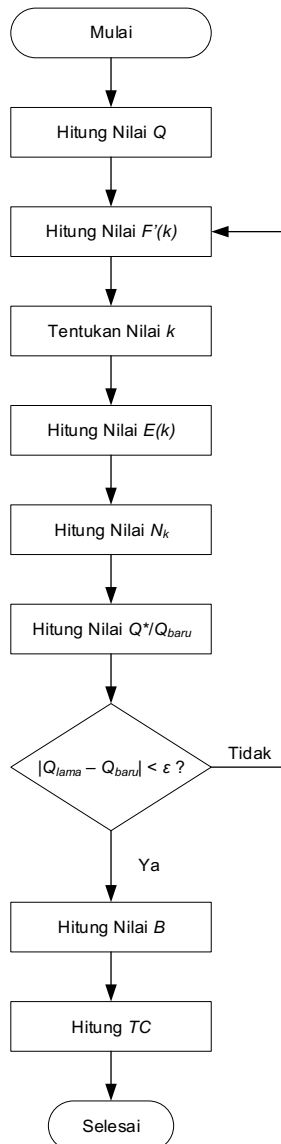 Mulai
Hitung Nilai Q
Hitung Nilai F'(k)
Tentukan Nilai k
Hitung Nilai E(k)
Hitung Nilai Nk
Hitung Nilai Q*/Qbaru
|Qlama – Qbaru| < ε ?
Tidak
Ya
Hitung Nilai B
Hitung TC
Selesai